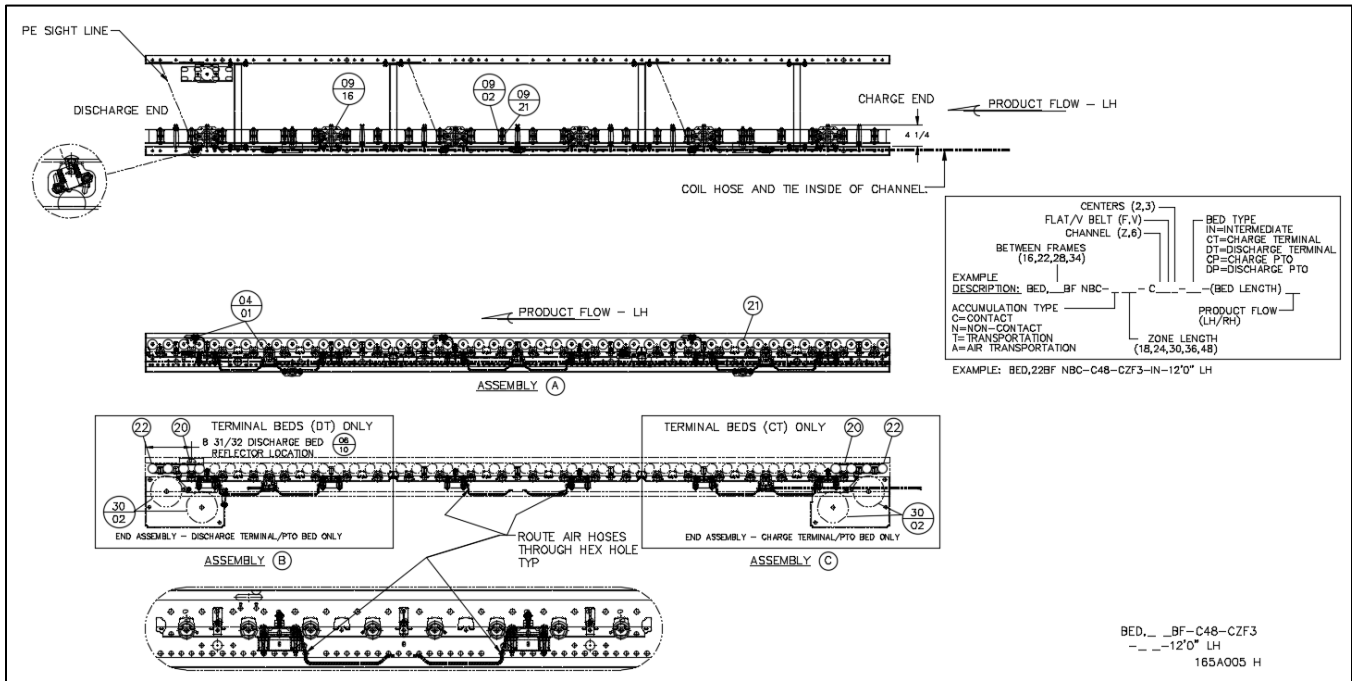 PE SIGHT LINE
DISCHARGE END
09
16
09
02
09
21
CHARGE END
PRODUCT FLOW - LH
4 1/4
COIL HOSE AND TIE INSIDE OF CHANNEL.
CENTERS (2,3)
FLAT/V BELT (F,V)
CHANNEL (Z,6)
BETWEEN FRAMES
(16,22,28,34)
BED TYPE
IN=INTERMEDIATE
CT=CHARGE TERMINAL
DT=DISCHARGE TERMINAL
CP=CHARGE PTO
DP=DISCHARGE PTO
EXAMPLE
DESCRIPTION: BED,__BF NBC-_ __-C___-__-(BED LENGTH) __
ACCUMULATION TYPE
C=CONTACT
N=NON-CONTACT
T=TRANSPORTATION
A=AIR TRANSPORTATION
ZONE LENGTH
(18,24,30,36,48)
PRODUCT FLOW
(LH/RH)
EXAMPLE: BED,22BF NBC-C48-CZF3-IN-12'0" LH
04
01
PRODUCT FLOW - LH
21
ASSEMBLY A
22
20
TERMINAL BEDS (DT) ONLY
8 31/32 DISCHARGE BED
REFLECTOR LOCATION
06
10
30
02
END ASSEMBLY - DISCHARGE TERMINAL/PTO BED ONLY
ASSEMBLY B
ROUTE AIR HOSES
THROUGH HEX HOLE
TYP
TERMINAL BEDS (CT) ONLY
20
22
30
02
END ASSEMBLY - CHARGE TERMINAL/PTO BED ONLY
ASSEMBLY C
BED,_ _BF-C48-CZF3
-_ _-12'0" LH
165A005 H